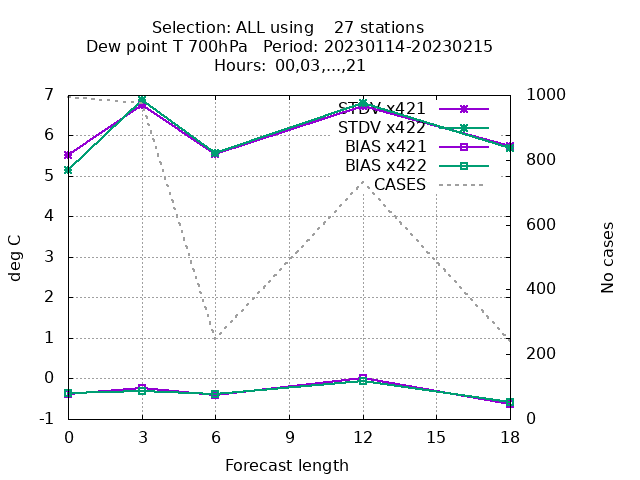 Selection: ALL using    27 stations
Dew point T 700hPa   Period: 20230114-20230215
Hours: 00,03,...,21
7
6
5
4
3
2
1
0
-1
1000
800
600
400
200
0
deg C
No cases
STDV x421
STDV x422
BIAS x421
BIAS x422
CASES
0 3 6 9 12 15 18
Forecast length